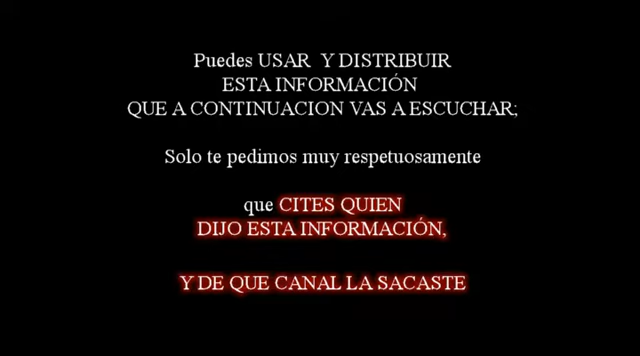 Puedes USAR Y DISTRIBUIR
ESTA INFORMACIÓN
QUE A CONTINUACION VAS A ESCUCHAR;
Solo te pedimos muy respetuosamente
que CITES QUIEN
DIJO ESTA INFORMACIÓN,
Y DE QUE CANAL LA SACASTE